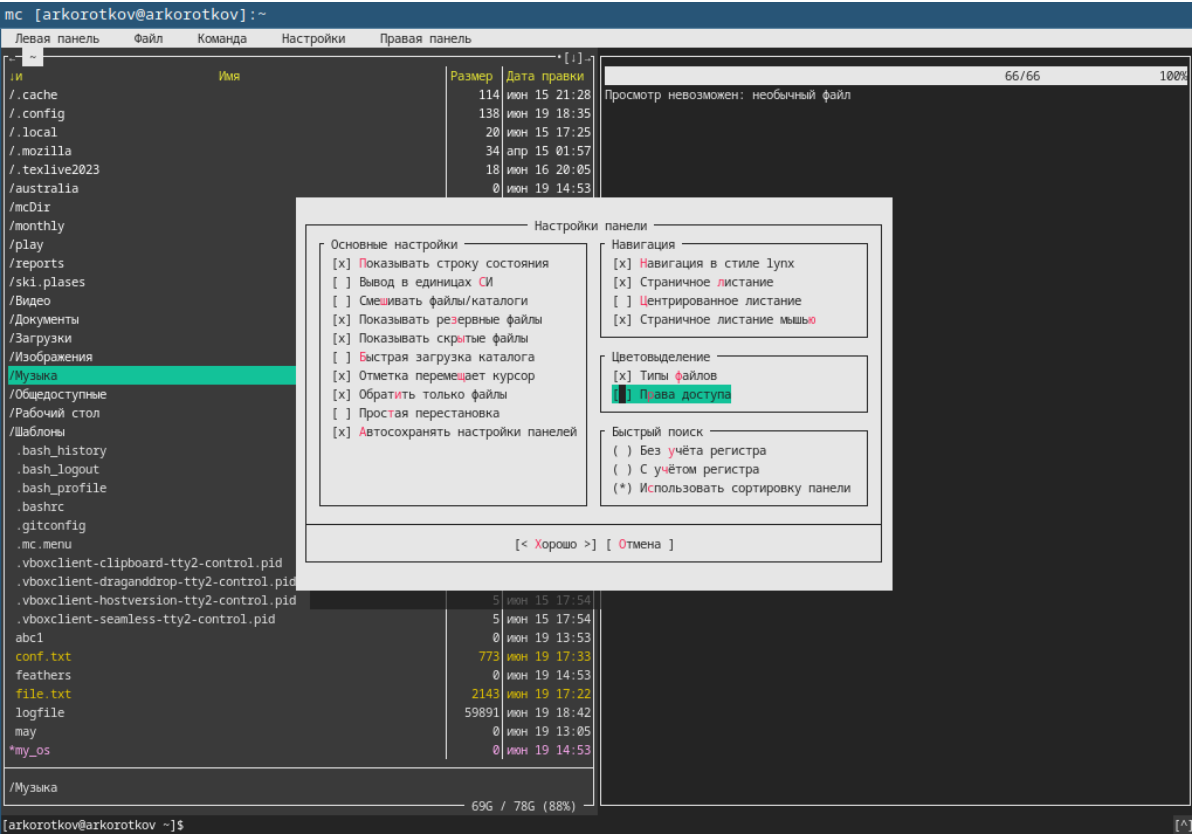 mc [arkorotkov@arkorotkov]:~
Левая панель Файл Команда Настройки Правая панель
~ [↓]
↓и Имя Размер Дата правки
/.cache 114 июн 15 21:28
/.config 138 июн 19 18:35
/.local 20 июн 15 17:25
/.mozilla 34 апр 15 01:57
/.texlive2023 18 июн 16 20:05
/australia 0 июн 19 14:53
/mcDir
/monthly
/play
/reports
/ski.plases
/Видео
/Документы
/Загрузки
/Изображения
/Музыка
/Общедоступные
/Рабочий стол
/Шаблоны
.bash_history
.bash_logout
.bash_profile
.bashrc
.gitconfig
.mc.menu
.vboxclient-clipboard-tty2-control.pid
.vboxclient-draganddrop-tty2-control.pid
.vboxclient-hostversion-tty2-control.pid 5 июн 15 17:54
.vboxclient-seamless-tty2-control.pid 5 июн 15 17:54
abc1 0 июн 19 13:53
conf.txt 773 июн 19 17:33
feathers 0 июн 19 14:53
file.txt 2143 июн 19 17:22
logfile 59891 июн 19 18:42
may 0 июн 19 13:05
*my_os 0 июн 19 14:53
/Музыка
69G / 78G (88%)
66/66 100%
Просмотр невозможен: необычный файл
Настройки панели
Основные настройки
[x] Показывать строку состояния
[ ] Вывод в единицах СИ
[ ] Смешивать файлы/каталоги
[x] Показывать резервные файлы
[x] Показывать скрытые файлы
[ ] Быстрая загрузка каталога
[x] Отметка перемещает курсор
[x] Обратить только файлы
[ ] Простая перестановка
[x] Автосохранять настройки панелей
Навигация
[x] Навигация в стиле lynx
[x] Страничное листание
[ ] Центрированное листание
[x] Страничное листание мышью
Цветовыделение
[x] Типы файлов
[ ] Права доступа
Быстрый поиск
( ) Без учёта регистра
( ) С учётом регистра
(*) Использовать сортировку панели
[< Хорошо >] [ Отмена ]
[arkorotkov@arkorotkov ~]$ [^]